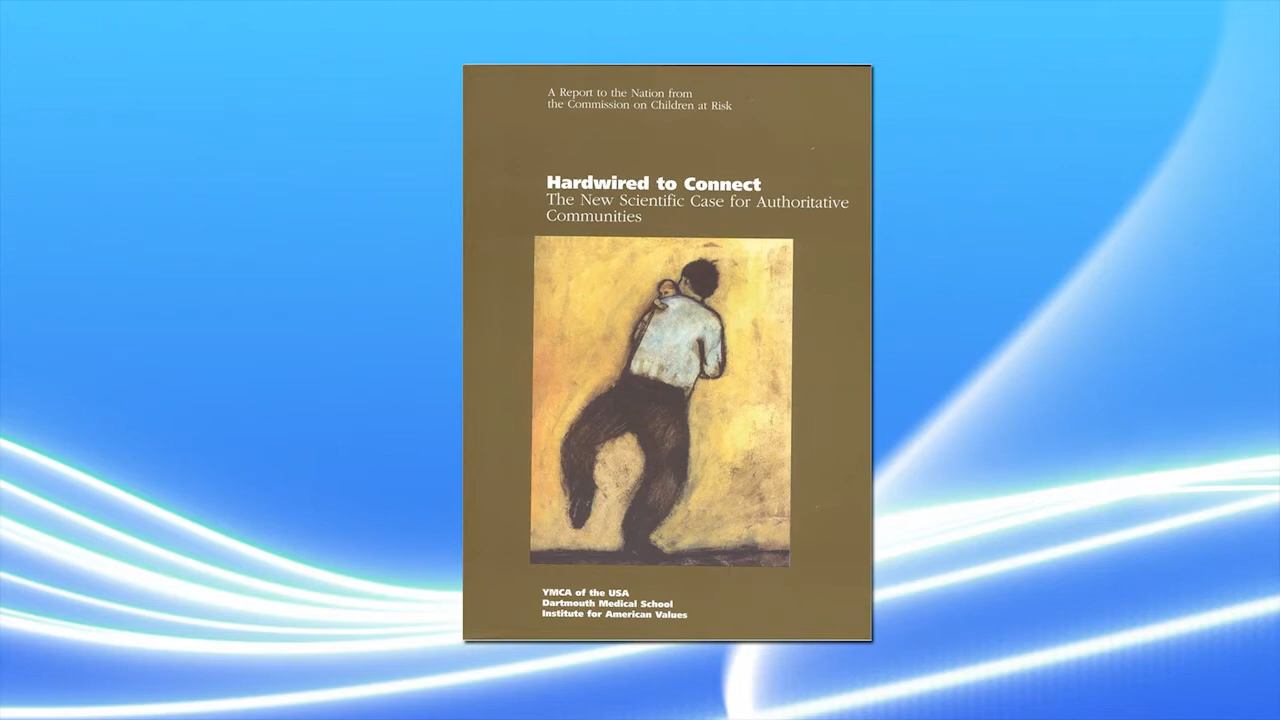 A Report to the Nation from
the Commission on Children at Risk
Hardwired to Connect
The New Scientific Case for Authoritative
Communities
YMCA of the USA
Dartmouth Medical School
Institute for American Values